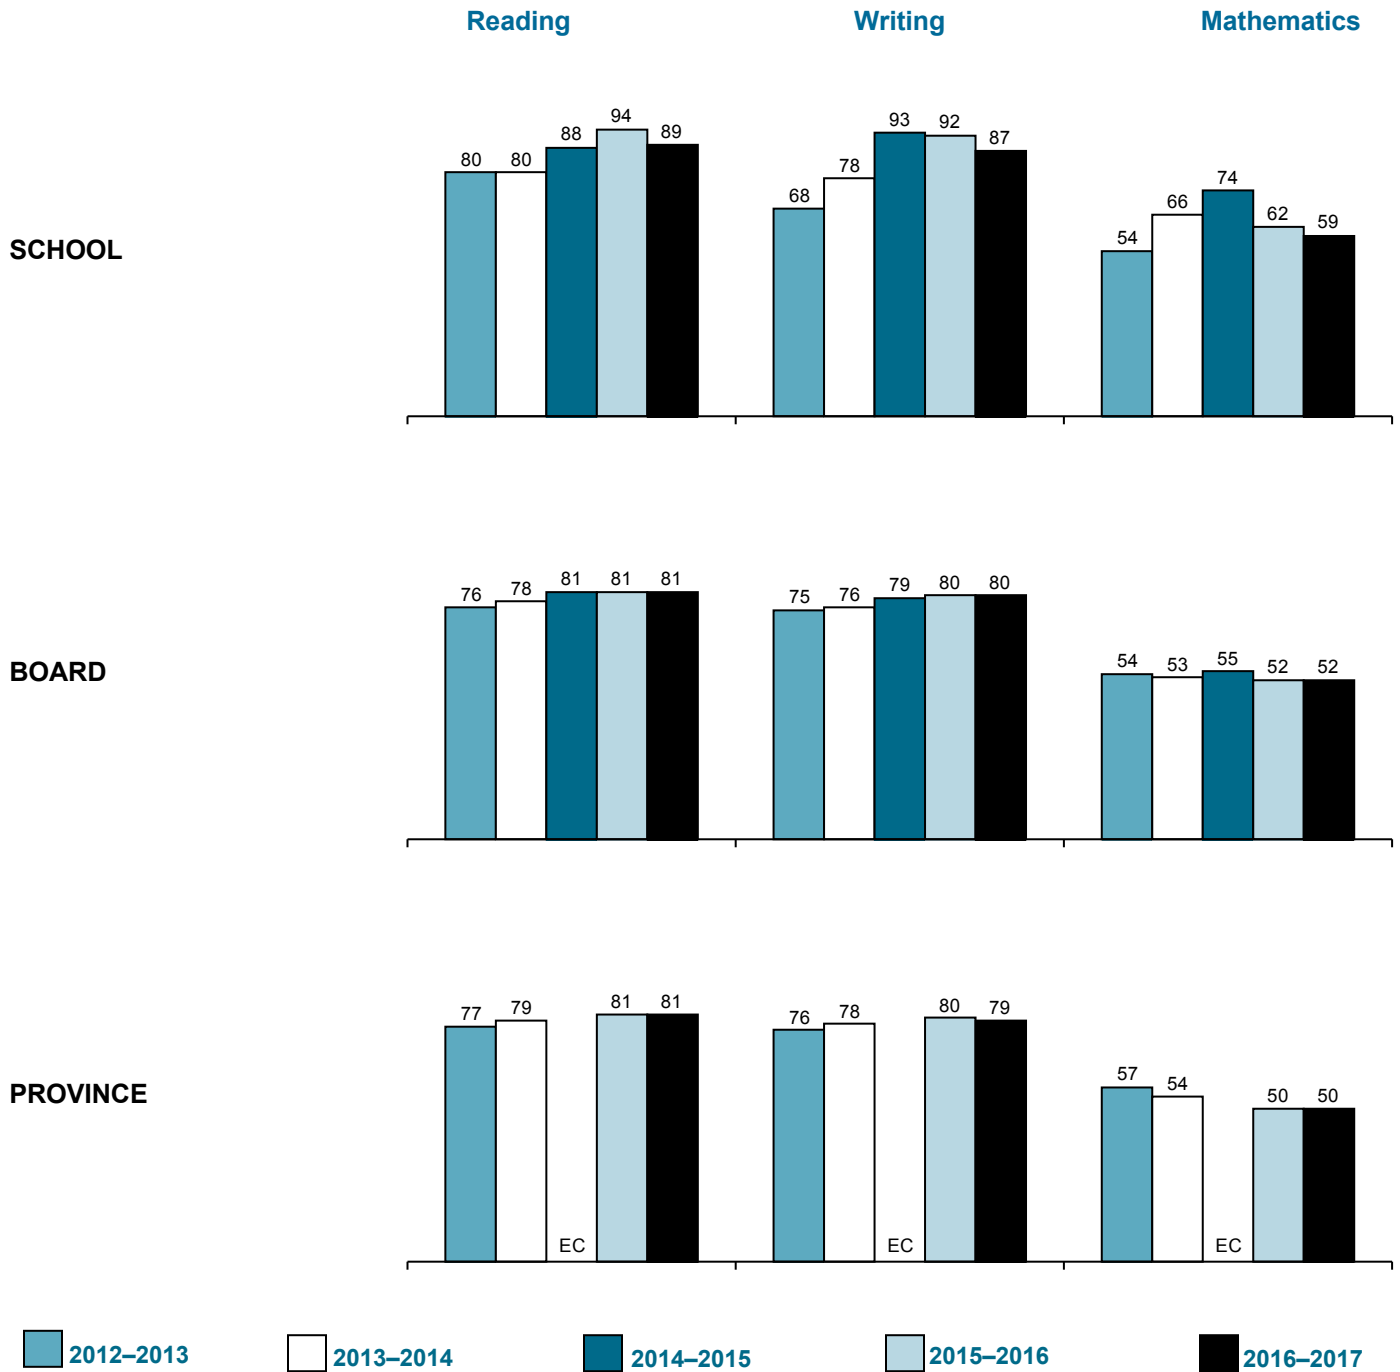 Reading Writing Mathematics
SCHOOL
80 80 88 94 89 68 78 93 92 87 54 66 74 62 59
BOARD
76 78 81 81 81 75 76 79 80 80 54 53 55 52 52
PROVINCE
77 79 EC 81 81 76 78 EC 80 79 57 54 EC 50 50
2012–2013 2013–2014 2014–2015 2015–2016 2016–2017